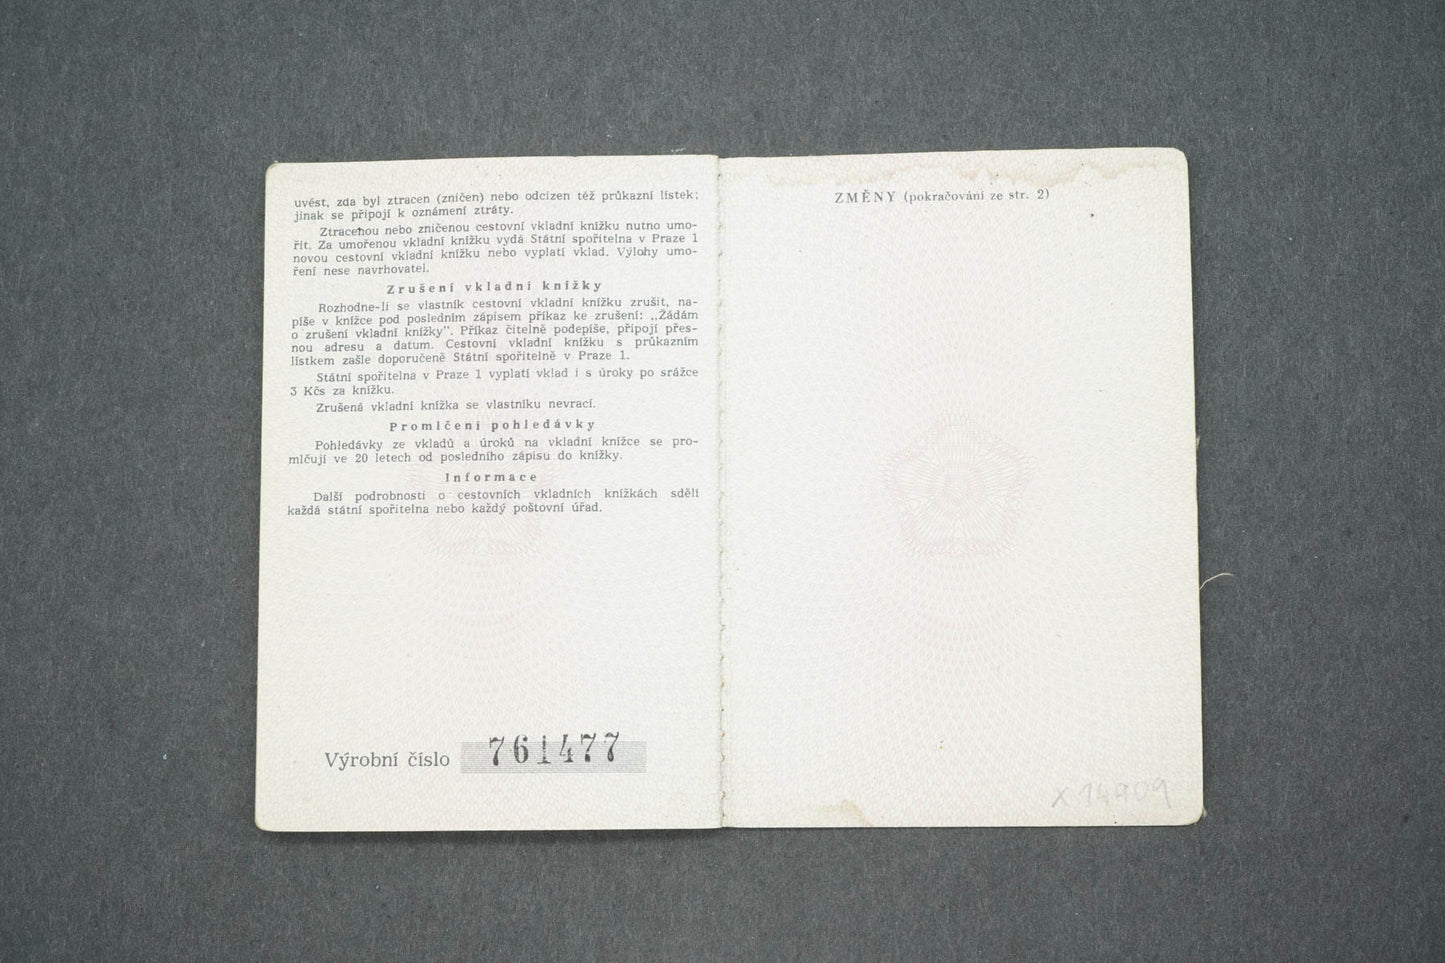 uvést, zda byl ztracen (zničen) nebo odcizen též průkazní lístek;
jinak se připojí k oznámení ztráty.
Ztracenou nebo zničenou cestovní vkladní knížku nutno umo-
řit. Za umořenou vkladní knížku vydá Státní spořitelna v Praze 1
novou cestovní vkladní knížku nebo vyplatí vklad. Výlohy umo-
ření nese navrhovatel.
Zrušení vkladní knížky
Rozhodne-li se vlastník cestovní vkladní knížku zrušit, na-
píše v knížce pod posledním zápisem příkaz ke zrušení: „Žádám
o zrušení vkladní knížky“. Příkaz čitelně podepíše, připojí přes-
nou adresu a datum. Cestovní vkladní knížku s průkazním
lístkem zašle doporučeně Státní spořitelně v Praze 1.
Státní spořitelna v Praze 1 vyplatí vklad i s úroky po srážce
3 Kčs za knížku.
Zrušená vkladní knížka se vlastníku nevrací.
Promlčení pohledávky
Pohledávky ze vkladů a úroků na vkladní knížce se pro-
mlčují ve 20 letech od posledního zápisu do knížky.
Informace
Další podrobnosti o cestovních vkladních knížkách sdělí
každá státní spořitelna nebo každý poštovní úřad.
Výrobní číslo 761477
ZMĚNY (pokračování ze str. 2)